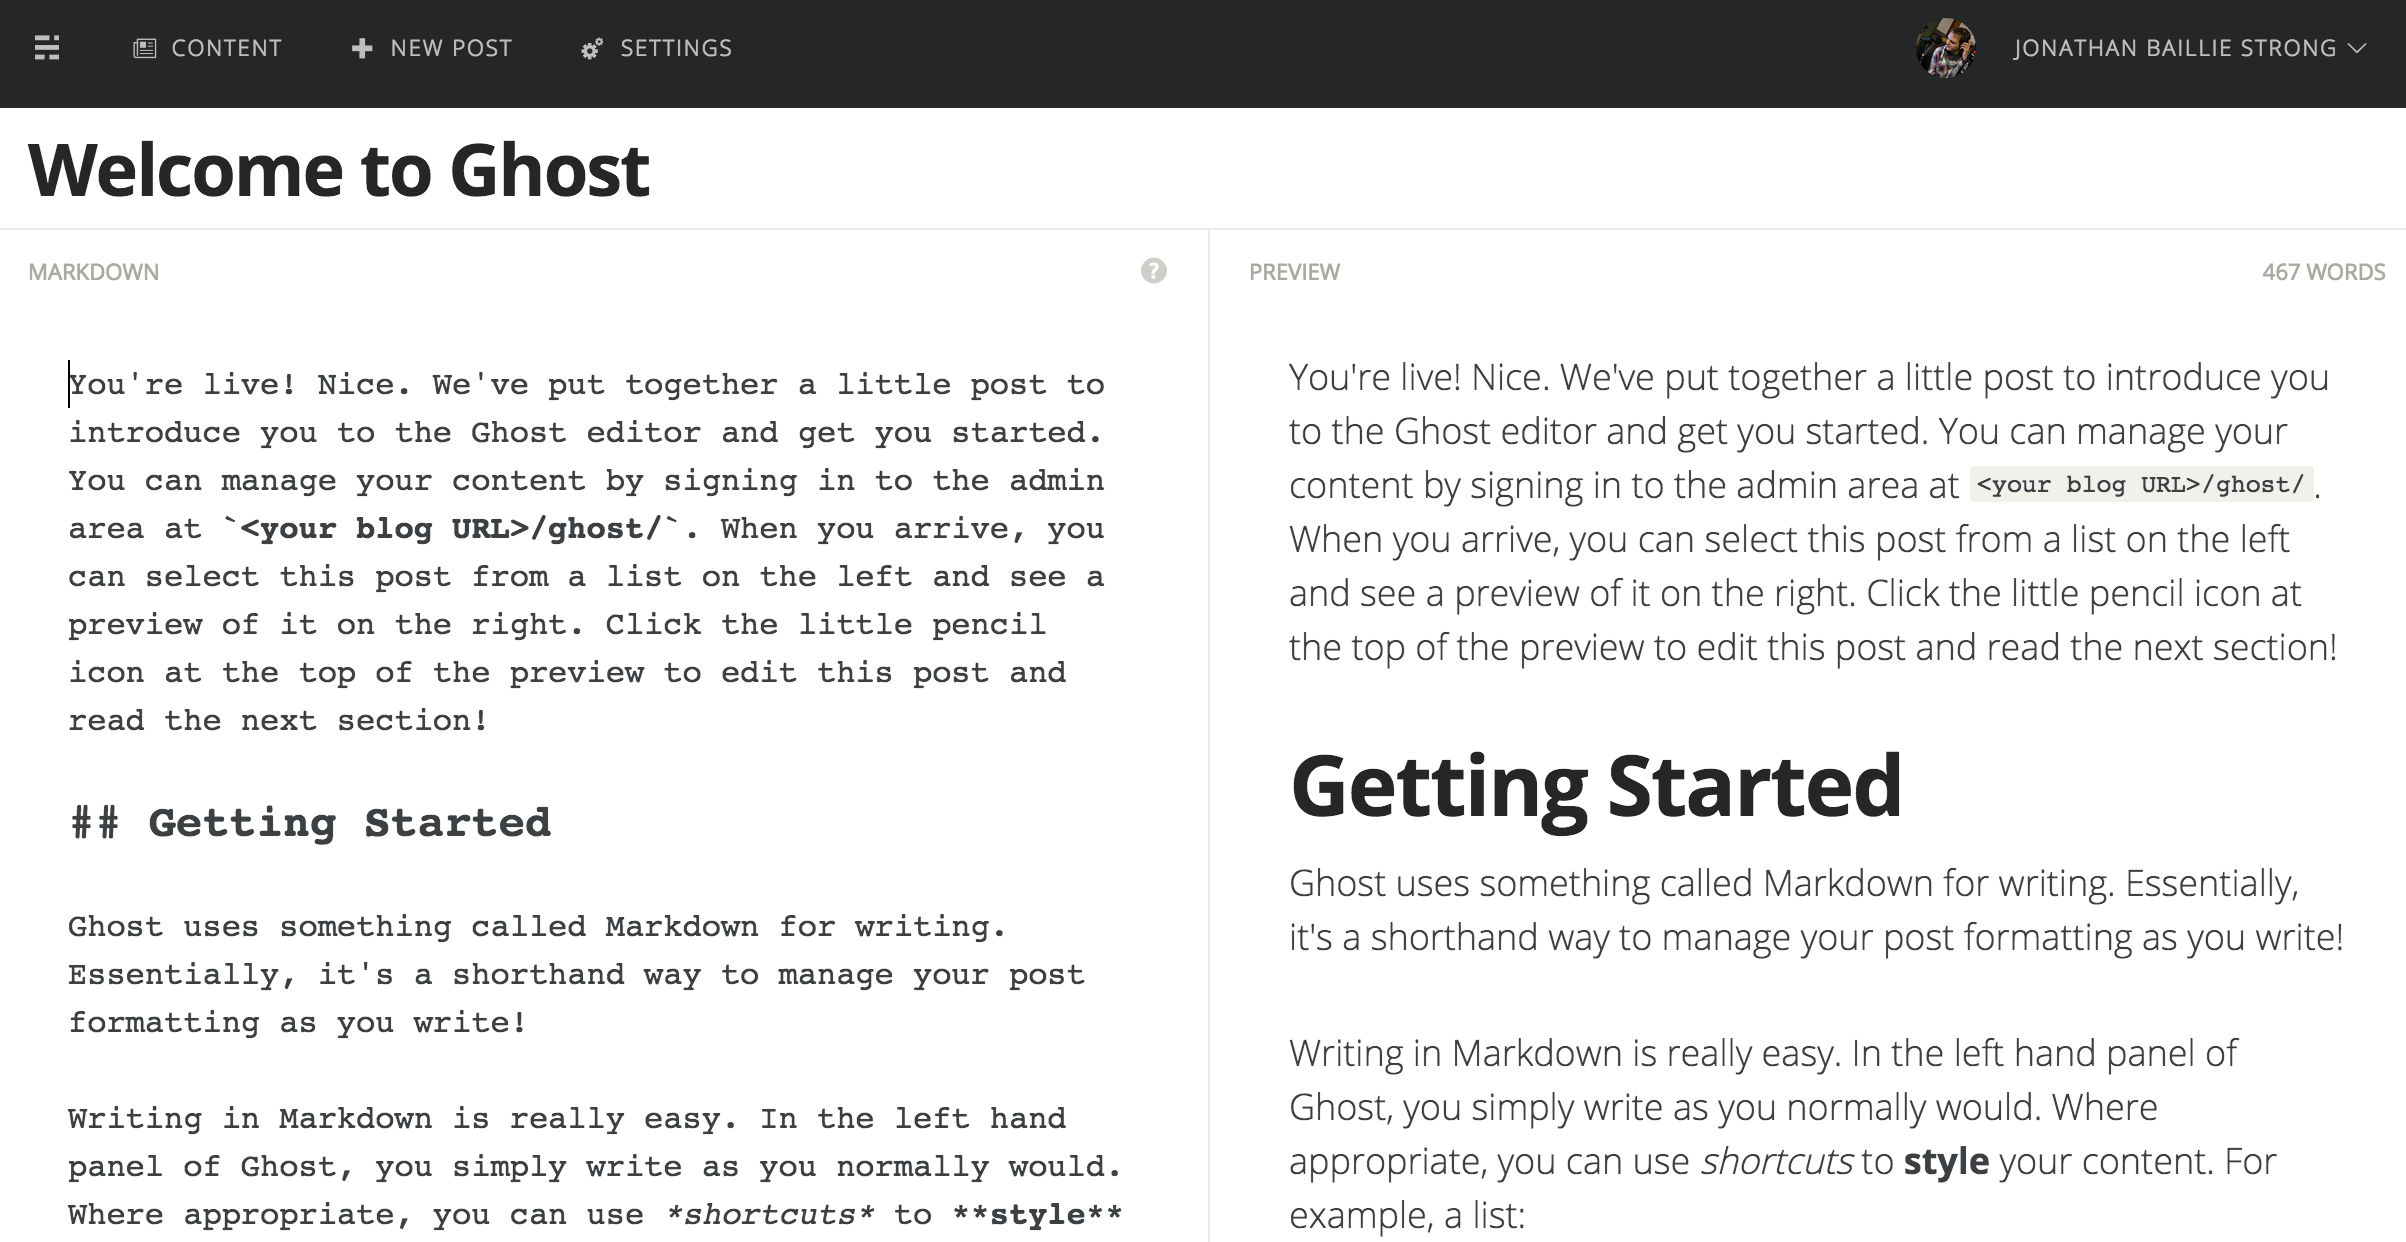 CONTENT
NEW POST
SETTINGS
JONATHAN BAILLIE STRONG
Welcome to Ghost
MARKDOWN
?
You're live! Nice. We've put together a little post to
introduce you to the Ghost editor and get you started.
You can manage your content by signing in to the admin
area at `<your blog URL>/ghost/`. When you arrive, you
can select this post from a list on the left and see a
preview of it on the right. Click the little pencil
icon at the top of the preview to edit this post and
read the next section!
## Getting Started
Ghost uses something called Markdown for writing.
Essentially, it's a shorthand way to manage your post
formatting as you write!
Writing in Markdown is really easy. In the left hand
panel of Ghost, you simply write as you normally would.
Where appropriate, you can use *shortcuts* to **style**
PREVIEW
467 WORDS
You're live! Nice. We've put together a little post to introduce you
to the Ghost editor and get you started. You can manage your
content by signing in to the admin area at <your blog URL>/ghost/.
When you arrive, you can select this post from a list on the left
and see a preview of it on the right. Click the little pencil icon at
the top of the preview to edit this post and read the next section!
Getting Started
Ghost uses something called Markdown for writing. Essentially,
it's a shorthand way to manage your post formatting as you write!
Writing in Markdown is really easy. In the left hand panel of
Ghost, you simply write as you normally would. Where
appropriate, you can use shortcuts to style your content. For
example, a list: